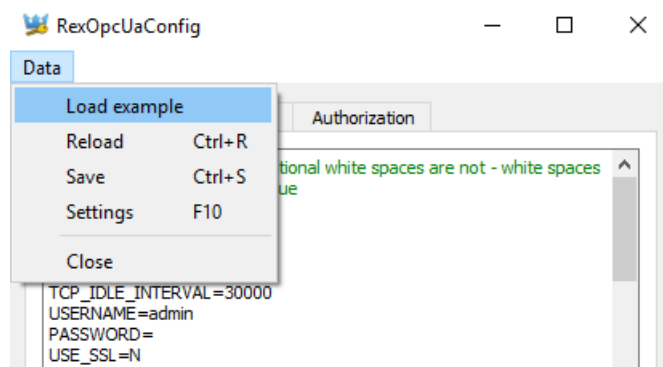 RexOpcUaConfig
Data
Load example
Authorization
Reload Ctrl+R
tional white spaces are not - white spaces
Save Ctrl+S
ue
Settings F10
Close
TCP_IDLE_INTERVAL=30000
USERNAME=admin
PASSWORD=
USE_SSL=N